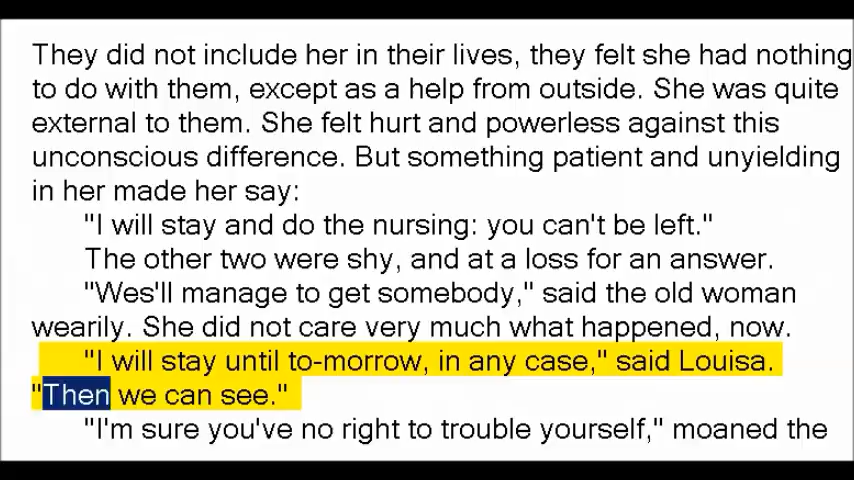 They did not include her in their lives, they felt she had nothing
to do with them, except as a help from outside. She was quite
external to them. She felt hurt and powerless against this
unconscious difference. But something patient and unyielding
in her made her say:
"I will stay and do the nursing: you can't be left."
The other two were shy, and at a loss for an answer.
"Wes'll manage to get somebody," said the old woman
wearily. She did not care very much what happened, now.
"I will stay until to-morrow, in any case," said Louisa.
"Then we can see."
"I'm sure you've no right to trouble yourself," moaned the